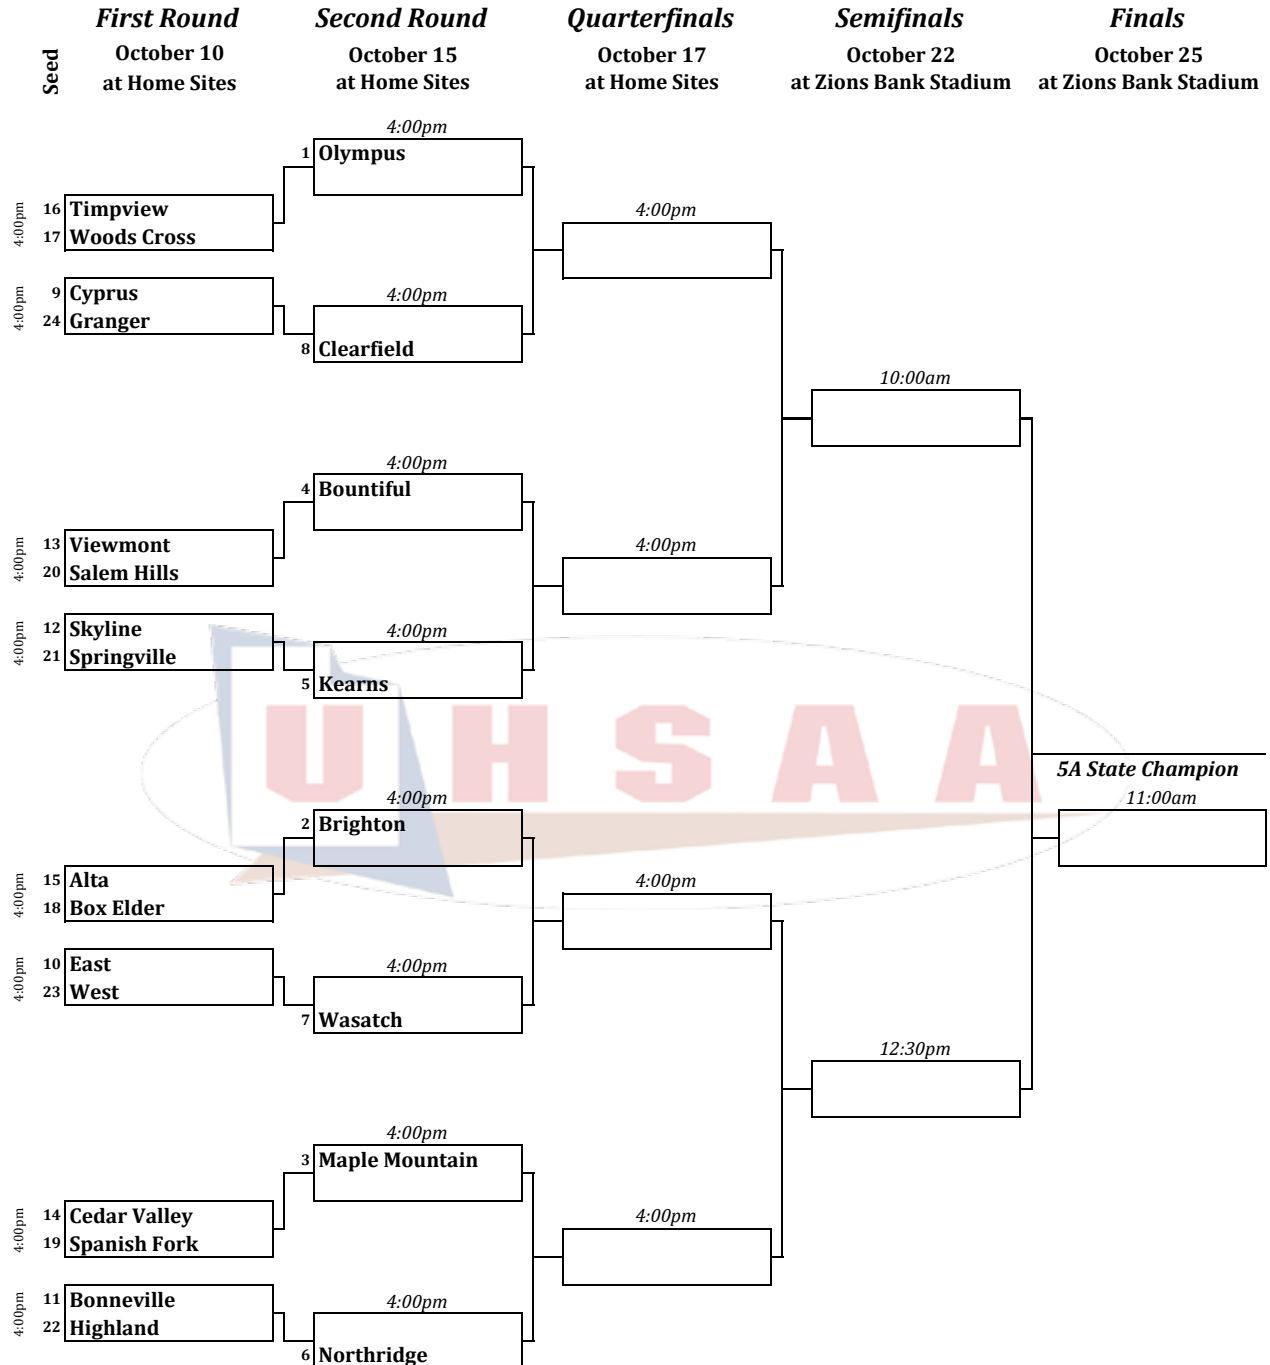 First Round
Second Round
Quarterfinals
Semifinals
Finals
Seed
October 10
October 15
October 17
October 22
October 25
at Home Sites
at Home Sites
at Home Sites
at Zions Bank Stadium
at Zions Bank Stadium
4:00pm
1 Olympus
4:00pm
16 Timpview
4:00pm
17 Woods Cross
4:00pm
9 Cyprus
4:00pm
24 Granger
8 Clearfield
10:00am
4:00pm
4 Bountiful
4:00pm
13 Viewmont
4:00pm
20 Salem Hills
4:00pm
12 Skyline
4:00pm
21 Springville
5 Kearns
UHSAA
5A State Champion
4:00pm
11:00am
2 Brighton
4:00pm
15 Alta
4:00pm
18 Box Elder
4:00pm
10 East
4:00pm
23 West
7 Wasatch
12:30pm
4:00pm
3 Maple Mountain
4:00pm
14 Cedar Valley
4:00pm
19 Spanish Fork
4:00pm
11 Bonneville
4:00pm
22 Highland
6 Northridge